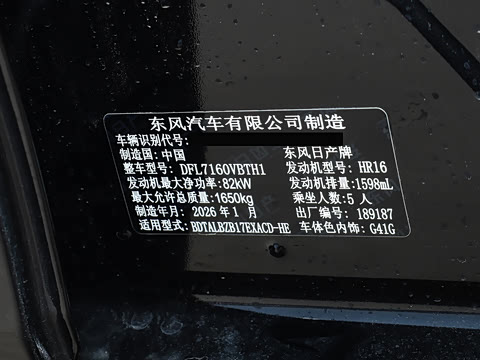 东风汽车有限公司制造
车辆识别代号:
制造国: 中国 东风日产牌
整车型号: DFL7160VBTH1 发动机型号: HR16
发动机最大净功率: 82kW 发动机排量: 1598mL
最大允许总质量: 1650kg 乘坐人数: 5 人
制造年月: 2026 年 1 月 出厂编号: 189187
适用型式: BDTALBZB17EXACD-HE 车体色内饰: G41G